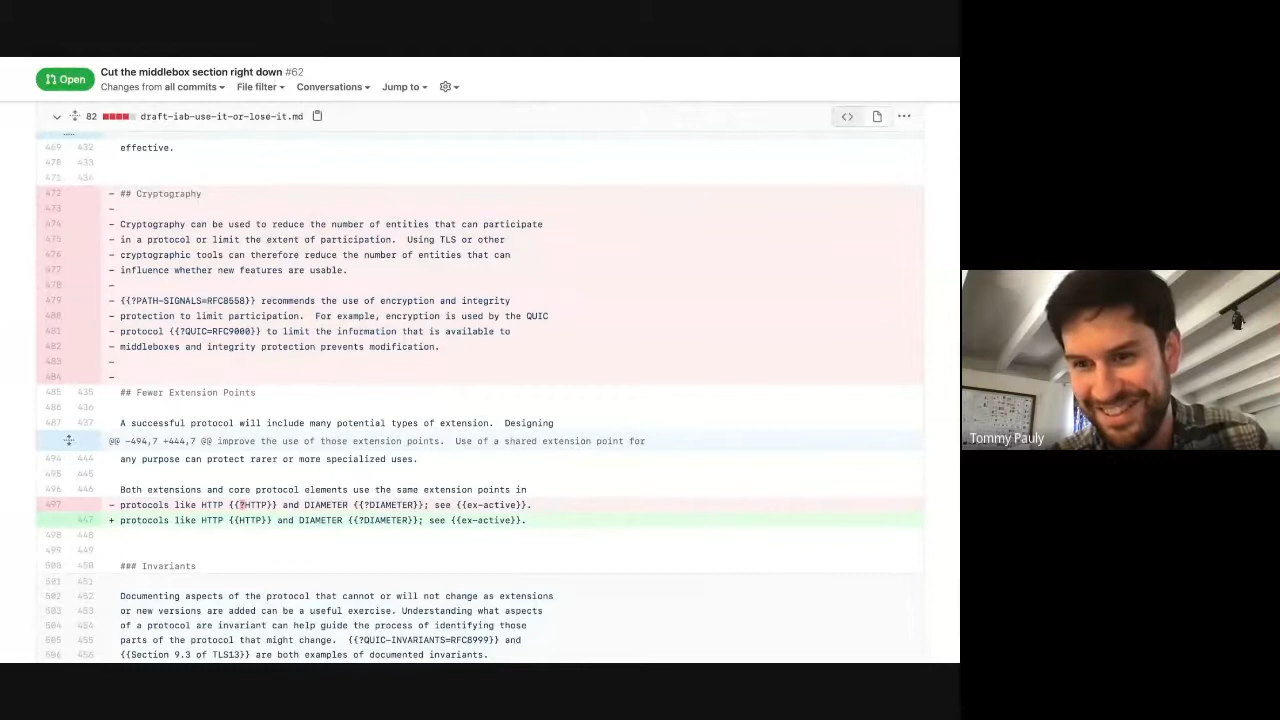 Open
Cut the middlebox section right down #62
Changes from all commits File filter Conversations Jump to
82 draft-iab-use-it-or-lose-it.md
469 432 effective.
470 433
471 434
472 - ## Cryptography
473 -
474 - Cryptography can be used to reduce the number of entities that can participate
475 - in a protocol or limit the extent of participation. Using TLS or other
476 - cryptographic tools can therefore reduce the number of entities that can
477 - influence whether new features are usable.
478 -
479 - {{?PATH-SIGNALS=RFC8558}} recommends the use of encryption and integrity
480 - protection to limit participation. For example, encryption is used by the QUIC
481 - protocol {{?QUIC=RFC9000}} to limit the information that is available to
482 - middleboxes and integrity protection prevents modification.
483 -
484 -
485 435 ## Fewer Extension Points
486 436
487 437 A successful protocol will include many potential types of extension. Designing
@@ -494,7 +444,7 @@ improve the use of those extension points. Use of a shared extension point for
494 444 any purpose can protect rarer or more specialized uses.
495 445
496 446 Both extensions and core protocol elements use the same extension points in
497 - protocols like HTTP {{?HTTP}} and DIAMETER {{?DIAMETER}}; see {{ex-active}}.
447 + protocols like HTTP {{HTTP}} and DIAMETER {{?DIAMETER}}; see {{ex-active}}.
498 448
499 449
500 450 ### Invariants
501 451
502 452 Documenting aspects of the protocol that cannot or will not change as extensions
503 453 or new versions are added can be a useful exercise. Understanding what aspects
504 454 of a protocol are invariant can help guide the process of identifying those
505 455 parts of the protocol that might change. {{?QUIC-INVARIANTS=RFC8999}} and
506 456 {{Section 9.3 of TLS13}} are both examples of documented invariants.
Tommy Pauly